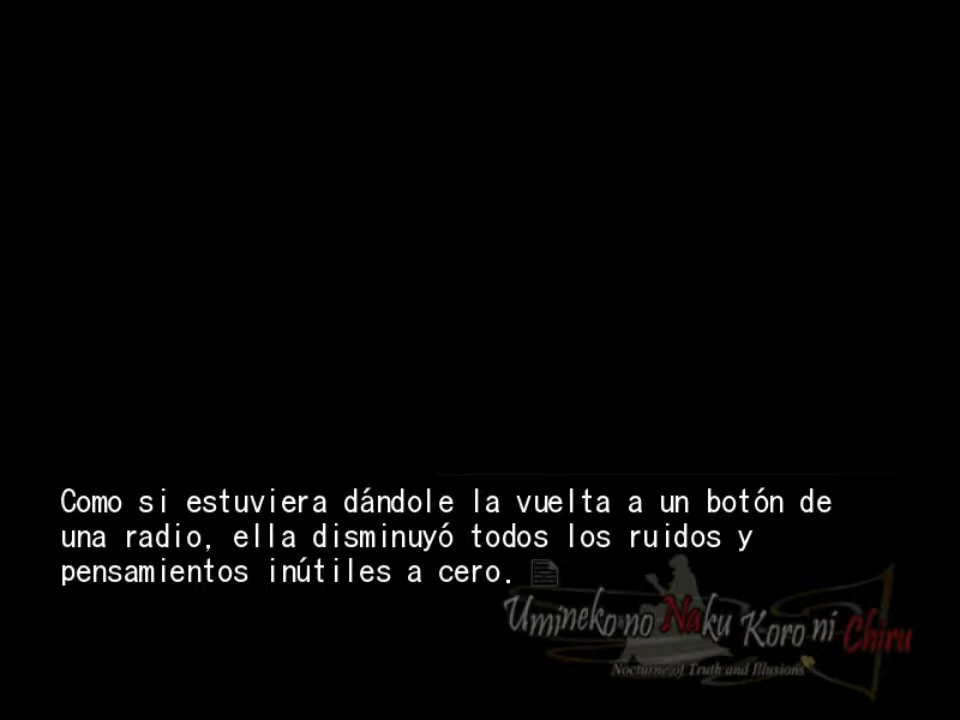 Como si estuviera dándole la vuelta a un botón de
una radio, ella disminuyó todos los ruidos y
pensamientos inútiles a cero.
Umineko no Naku Koro ni Chiru
Nocturne of Truth and Illusions